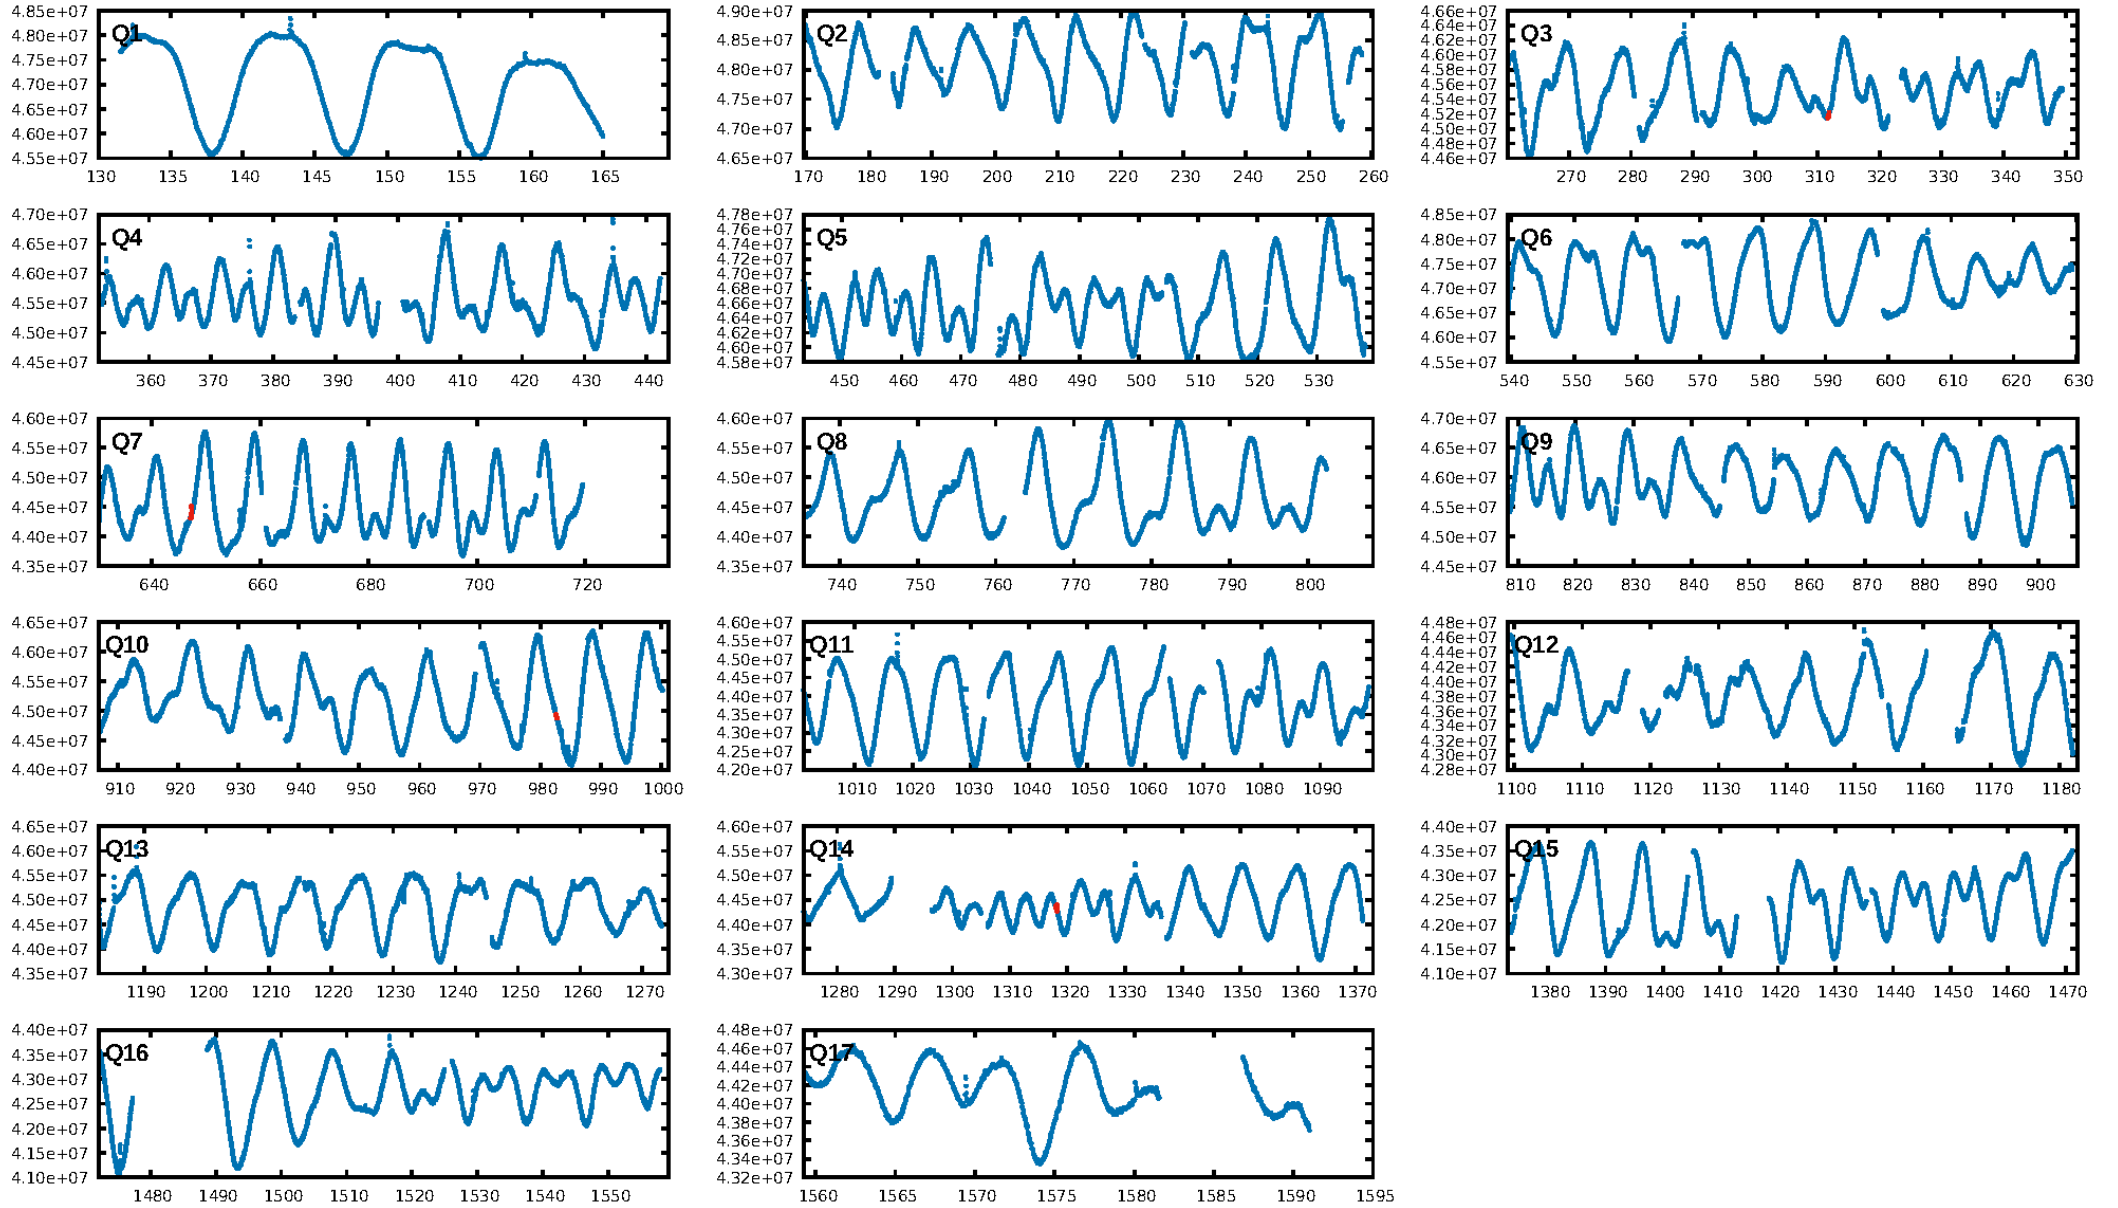 Q1
4.85e+07
4.80e+07
4.75e+07
4.70e+07
4.65e+07
4.60e+07
4.55e+07
130 135 140 145 150 155 160 165
Q2
4.90e+07
4.85e+07
4.80e+07
4.75e+07
4.70e+07
4.65e+07
170 180 190 200 210 220 230 240 250 260
Q3
4.66e+07
4.64e+07
4.62e+07
4.60e+07
4.58e+07
4.56e+07
4.54e+07
4.52e+07
4.50e+07
4.48e+07
4.46e+07
270 280 290 300 310 320 330 340 350
Q4
4.70e+07
4.65e+07
4.60e+07
4.55e+07
4.50e+07
4.45e+07
360 370 380 390 400 410 420 430 440
Q5
4.78e+07
4.76e+07
4.74e+07
4.72e+07
4.70e+07
4.68e+07
4.66e+07
4.64e+07
4.62e+07
4.60e+07
4.58e+07
450 460 470 480 490 500 510 520 530
Q6
4.85e+07
4.80e+07
4.75e+07
4.70e+07
4.65e+07
4.60e+07
4.55e+07
540 550 560 570 580 590 600 610 620 630
Q7
4.60e+07
4.55e+07
4.50e+07
4.45e+07
4.40e+07
4.35e+07
640 660 680 700 720
Q8
4.60e+07
4.55e+07
4.50e+07
4.45e+07
4.40e+07
4.35e+07
740 750 760 770 780 790 800
Q9
4.70e+07
4.65e+07
4.60e+07
4.55e+07
4.50e+07
4.45e+07
810 820 830 840 850 860 870 880 890 900
Q10
4.65e+07
4.60e+07
4.55e+07
4.50e+07
4.45e+07
4.40e+07
910 920 930 940 950 960 970 980 990 1000
Q11
4.60e+07
4.55e+07
4.50e+07
4.45e+07
4.40e+07
4.35e+07
4.30e+07
4.25e+07
4.20e+07
1010 1020 1030 1040 1050 1060 1070 1080 1090
Q12
4.48e+07
4.46e+07
4.44e+07
4.42e+07
4.40e+07
4.38e+07
4.36e+07
4.34e+07
4.32e+07
4.30e+07
4.28e+07
1100 1110 1120 1130 1140 1150 1160 1170 1180
Q13
4.65e+07
4.60e+07
4.55e+07
4.50e+07
4.45e+07
4.40e+07
4.35e+07
1190 1200 1210 1220 1230 1240 1250 1260 1270
Q14
4.60e+07
4.55e+07
4.50e+07
4.45e+07
4.40e+07
4.35e+07
4.30e+07
1280 1290 1300 1310 1320 1330 1340 1350 1360 1370
Q15
4.40e+07
4.35e+07
4.30e+07
4.25e+07
4.20e+07
4.15e+07
4.10e+07
1380 1390 1400 1410 1420 1430 1440 1450 1460 1470
Q16
4.40e+07
4.35e+07
4.30e+07
4.25e+07
4.20e+07
4.15e+07
4.10e+07
1480 1490 1500 1510 1520 1530 1540 1550
Q17
4.48e+07
4.46e+07
4.44e+07
4.42e+07
4.40e+07
4.38e+07
4.36e+07
4.34e+07
4.32e+07
1560 1565 1570 1575 1580 1585 1590 1595